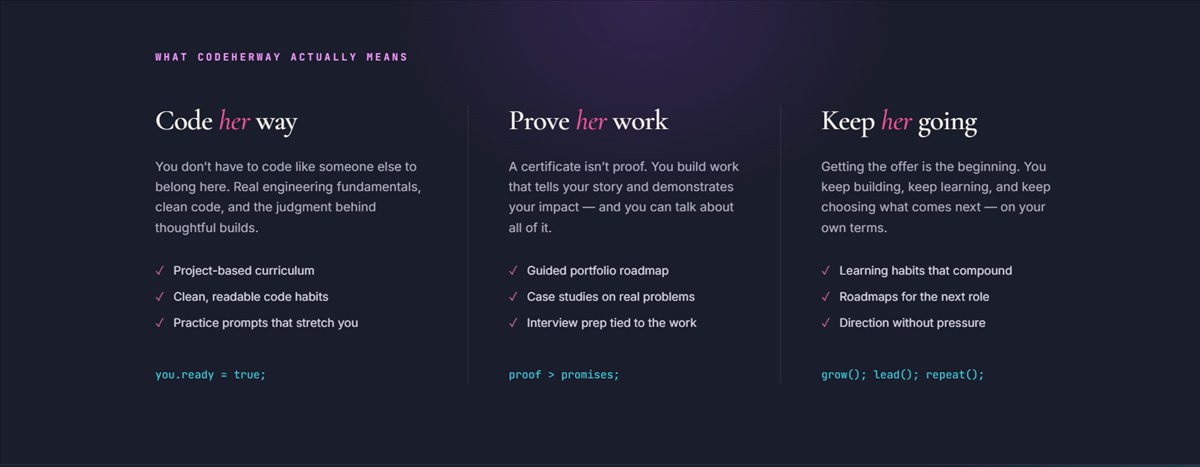 WHAT CODEHERWAY ACTUALLY MEANS
Code her way
You don’t have to code like someone else to
belong here. Real engineering fundamentals,
clean code, and the judgment behind
thoughtful builds.
✓ Project-based curriculum
✓ Clean, readable code habits
✓ Practice prompts that stretch you
you.ready = true;
Prove her work
A certificate isn’t proof. You build work
that tells your story and demonstrates
your impact — and you can talk about
all of it.
✓ Guided portfolio roadmap
✓ Case studies on real problems
✓ Interview prep tied to the work
proof > promises;
Keep her going
Getting the offer is the beginning. You
keep building, keep learning, and keep
choosing what comes next — on your
own terms.
✓ Learning habits that compound
✓ Roadmaps for the next role
✓ Direction without pressure
grow(); lead(); repeat();